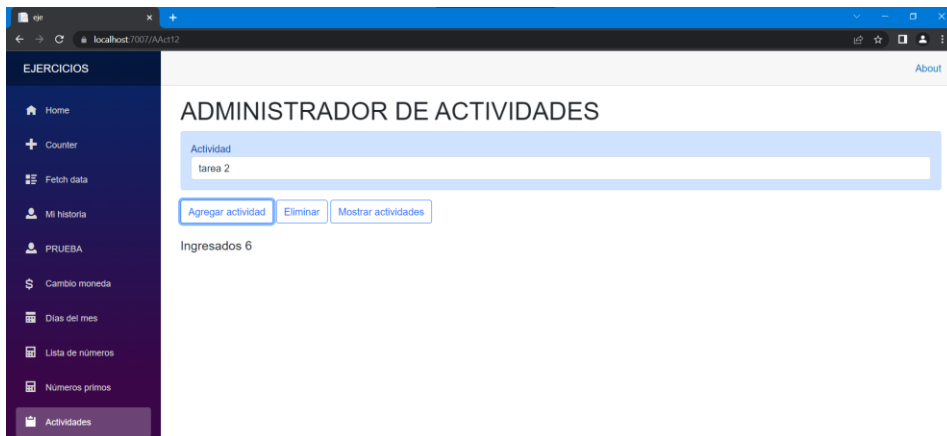 eje
localhost:7007/AAct12
EJERCICIOS
About
Home
Counter
Fetch data
Mi historia
PRUEBA
Cambio moneda
Días del mes
Lista de números
Números primos
Actividades
ADMINISTRADOR DE ACTIVIDADES
Actividad
tarea 2
Agregar actividad Eliminar Mostrar actividades
Ingresados 6